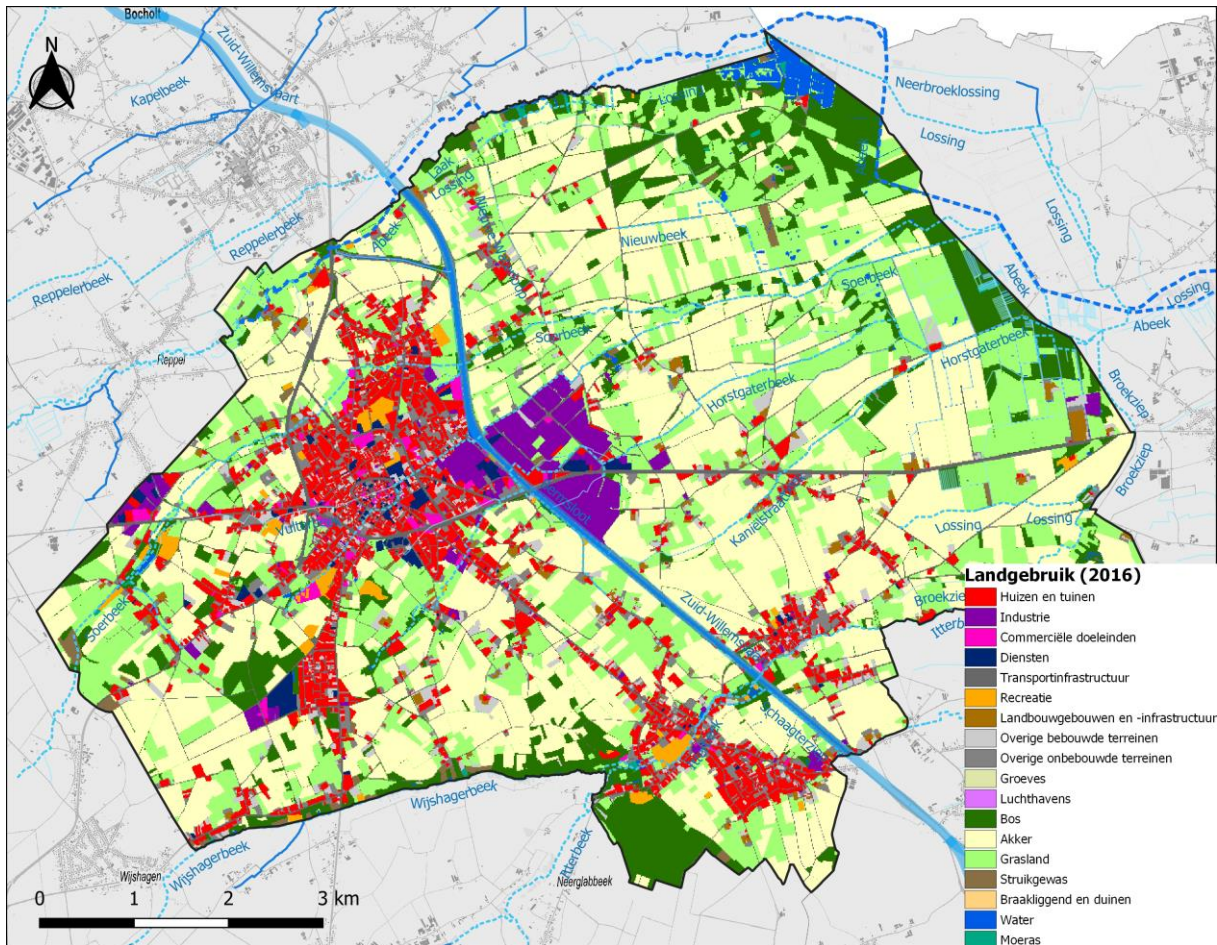 Bocholt
N
Zuid-Willemsvaart
Kapelbeek
Neerbroeklossing
Lossing
Lossing
Laak
Lossing
Lossing
Abeek
Reppelerbeek
Nieuwbeek
Reppelerbeek
Soerbeek
Abeek
Lossing
Abeek
Reppel
Soerbeek
Horstgaterbeek
Horstgaterbeek
Broekziep
Broekziep
Kanielstraat
Lossing
Lossing
Soerbeek
Zuid-Willemsvaart
Broekziep
Itterb
Schaagterzijp
Wijshagerbeek
Wijshagerbeek
Itterbeek
Wijshagen
Neerglabbeek
0 1 2 3 km
Landgebruik (2016)
Huizen en tuinen
Industrie
Commerciële doeleinden
Diensten
Transportinfrastructuur
Recreatie
Landbouwgebouwen en -infrastructuur
Overige bebouwde terreinen
Overige onbebouwde terreinen
Groeves
Luchthavens
Bos
Akker
Grasland
Struikgewas
Braakliggend en duinen
Water
Moeras